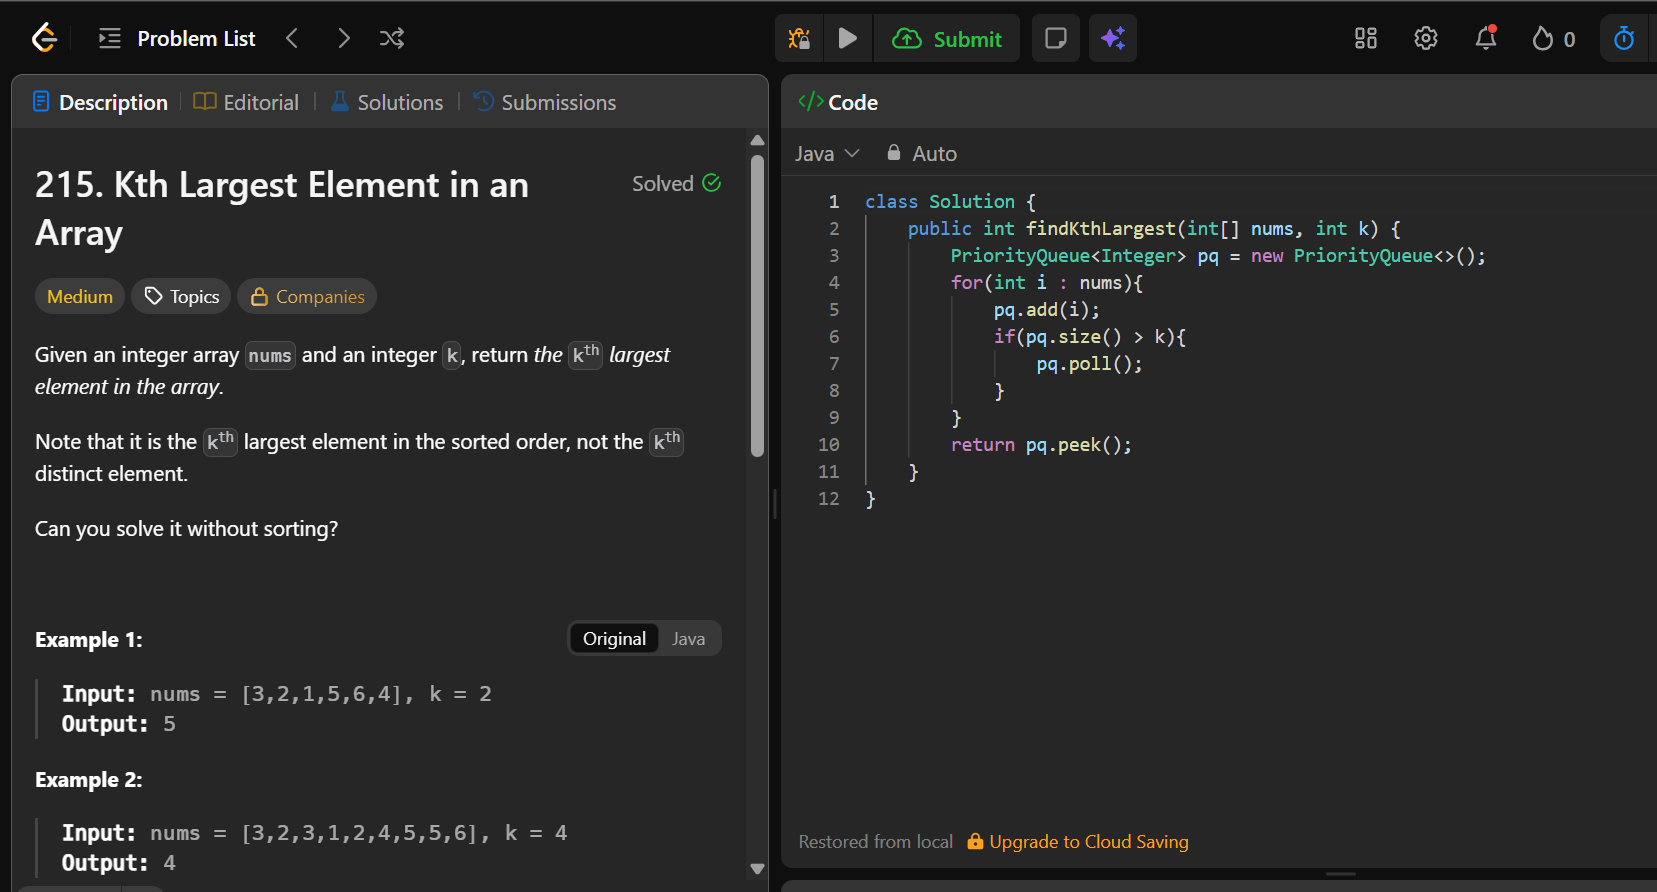 Problem List
Submit
0
Description
Editorial
Solutions
Submissions
215. Kth Largest Element in an
Array
Solved
Medium
Topics
Companies
Given an integer array nums and an integer k, return the kth largest
element in the array.
Note that it is the kth largest element in the sorted order, not the kth
distinct element.
Can you solve it without sorting?
Example 1:
Original
Java
Input: nums = [3,2,1,5,6,4], k = 2
Output: 5
Example 2:
Input: nums = [3,2,3,1,2,4,5,5,6], k = 4
Output: 4
</> Code
Java
Auto
1 class Solution {
2 public int findKthLargest(int[] nums, int k) {
3 PriorityQueue<Integer> pq = new PriorityQueue<>();
4 for(int i : nums){
5 pq.add(i);
6 if(pq.size() > k){
7 pq.poll();
8 }
9 }
10 return pq.peek();
11 }
12 }
Restored from local
Upgrade to Cloud Saving